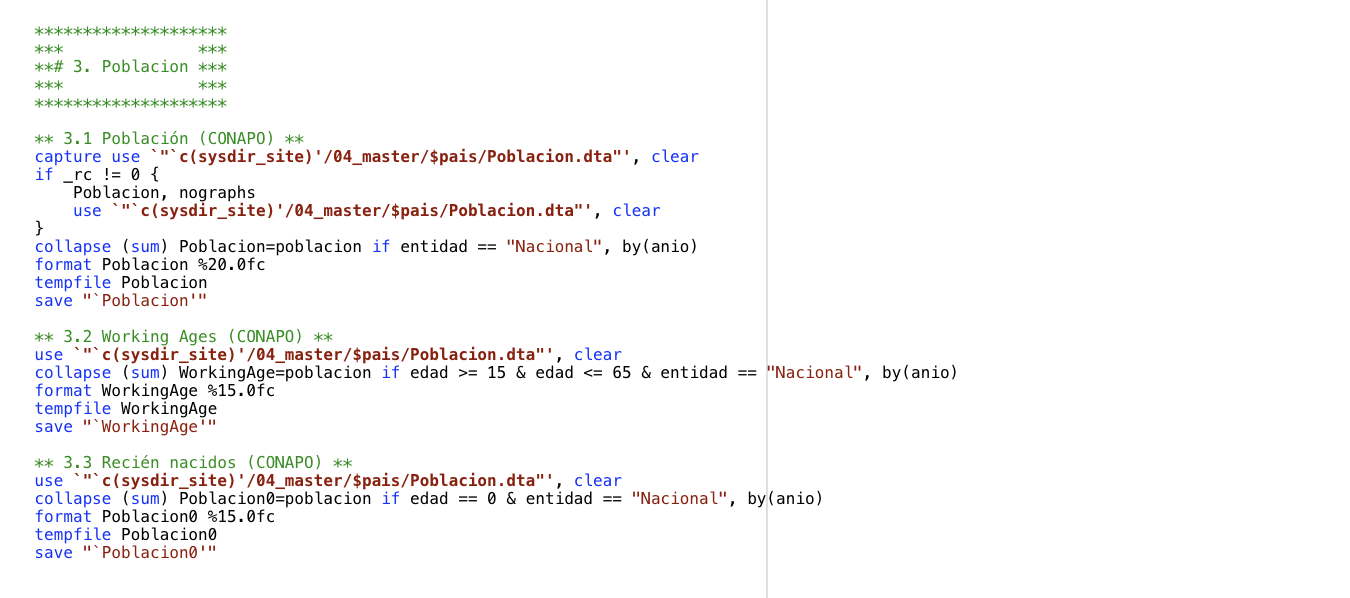 ********************
***              ***
**# 3. Poblacion ***
***              ***
********************
** 3.1 Población (CONAPO) **
capture use `"`c(sysdir_site)'/04_master/$pais/Poblacion.dta"', clear
if _rc != 0 {
    Poblacion, nographs
    use `"`c(sysdir_site)'/04_master/$pais/Poblacion.dta"', clear
}
collapse (sum) Poblacion=poblacion if entidad == "Nacional", by(anio)
format Poblacion %20.0fc
tempfile Poblacion
save "`Poblacion'"
** 3.2 Working Ages (CONAPO) **
use `"`c(sysdir_site)'/04_master/$pais/Poblacion.dta"', clear
collapse (sum) WorkingAge=poblacion if edad >= 15 & edad <= 65 & entidad == "Nacional", by(anio)
format WorkingAge %15.0fc
tempfile WorkingAge
save "`WorkingAge'"
** 3.3 Recién nacidos (CONAPO) **
use `"`c(sysdir_site)'/04_master/$pais/Poblacion.dta"', clear
collapse (sum) Poblacion0=poblacion if edad == 0 & entidad == "Nacional", by(anio)
format Poblacion0 %15.0fc
tempfile Poblacion0
save "`Poblacion0'"